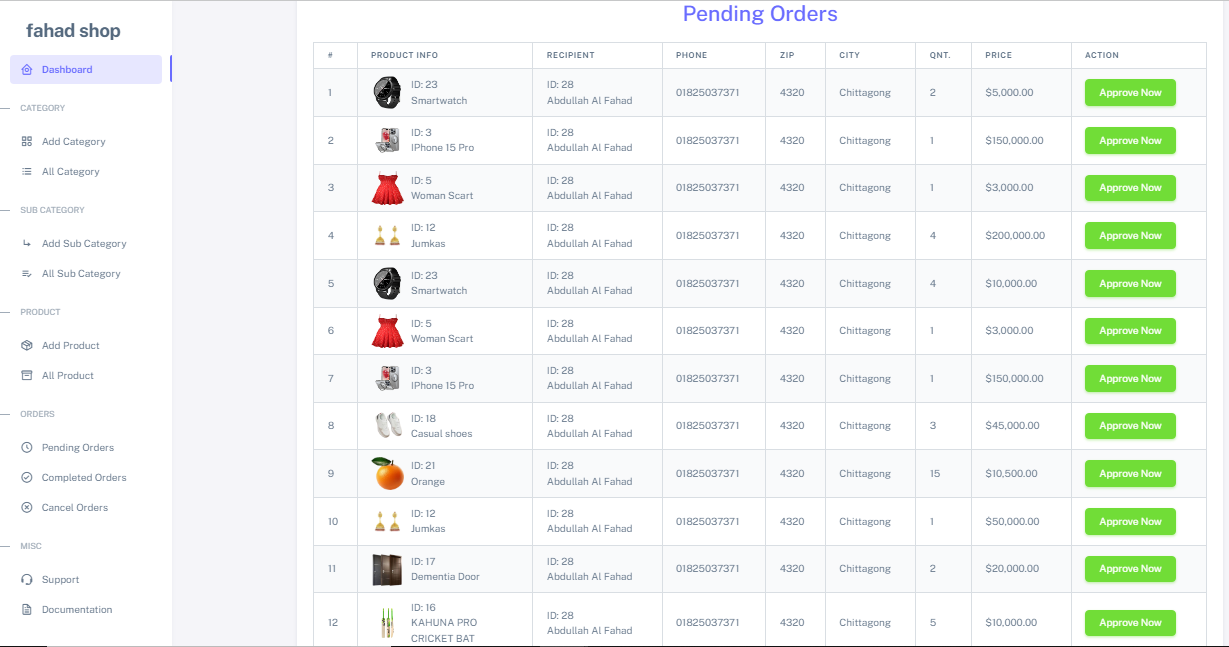 fahad shop
Dashboard
CATEGORY
Add Category
All Category
SUB CATEGORY
Add Sub Category
All Sub Category
PRODUCT
Add Product
All Product
ORDERS
Pending Orders
Completed Orders
Cancel Orders
MISC
Support
Documentation
Pending Orders
# PRODUCT INFO RECIPIENT PHONE ZIP CITY QNT. PRICE ACTION
ID: 23 ID: 28
1 01825037371 4320 Chittagong 2 $5,000.00 Approve Now
Smartwatch Abdullah Al Fahad
ID: 3 ID: 28
2 01825037371 4320 Chittagong 1 $150,000.00 Approve Now
IPhone 15 Pro Abdullah Al Fahad
ID: 5 ID: 28
3 01825037371 4320 Chittagong 1 $3,000.00 Approve Now
Woman Scart Abdullah Al Fahad
ID: 12 ID: 28
4 01825037371 4320 Chittagong 4 $200,000.00 Approve Now
Jumkas Abdullah Al Fahad
ID: 23 ID: 28
5 01825037371 4320 Chittagong 4 $10,000.00 Approve Now
Smartwatch Abdullah Al Fahad
ID: 5 ID: 28
6 01825037371 4320 Chittagong 1 $3,000.00 Approve Now
Woman Scart Abdullah Al Fahad
ID: 3 ID: 28
7 01825037371 4320 Chittagong 1 $150,000.00 Approve Now
IPhone 15 Pro Abdullah Al Fahad
ID: 18 ID: 28
8 01825037371 4320 Chittagong 3 $45,000.00 Approve Now
Casual shoes Abdullah Al Fahad
ID: 21 ID: 28
9 01825037371 4320 Chittagong 15 $10,500.00 Approve Now
Orange Abdullah Al Fahad
ID: 12 ID: 28
10 01825037371 4320 Chittagong 1 $50,000.00 Approve Now
Jumkas Abdullah Al Fahad
ID: 17 ID: 28
11 01825037371 4320 Chittagong 2 $20,000.00 Approve Now
Dementia Door Abdullah Al Fahad
ID: 16 ID: 28
12 KAHUNA PRO 01825037371 4320 Chittagong 5 $10,000.00 Approve Now
CRICKET BAT Abdullah Al Fahad